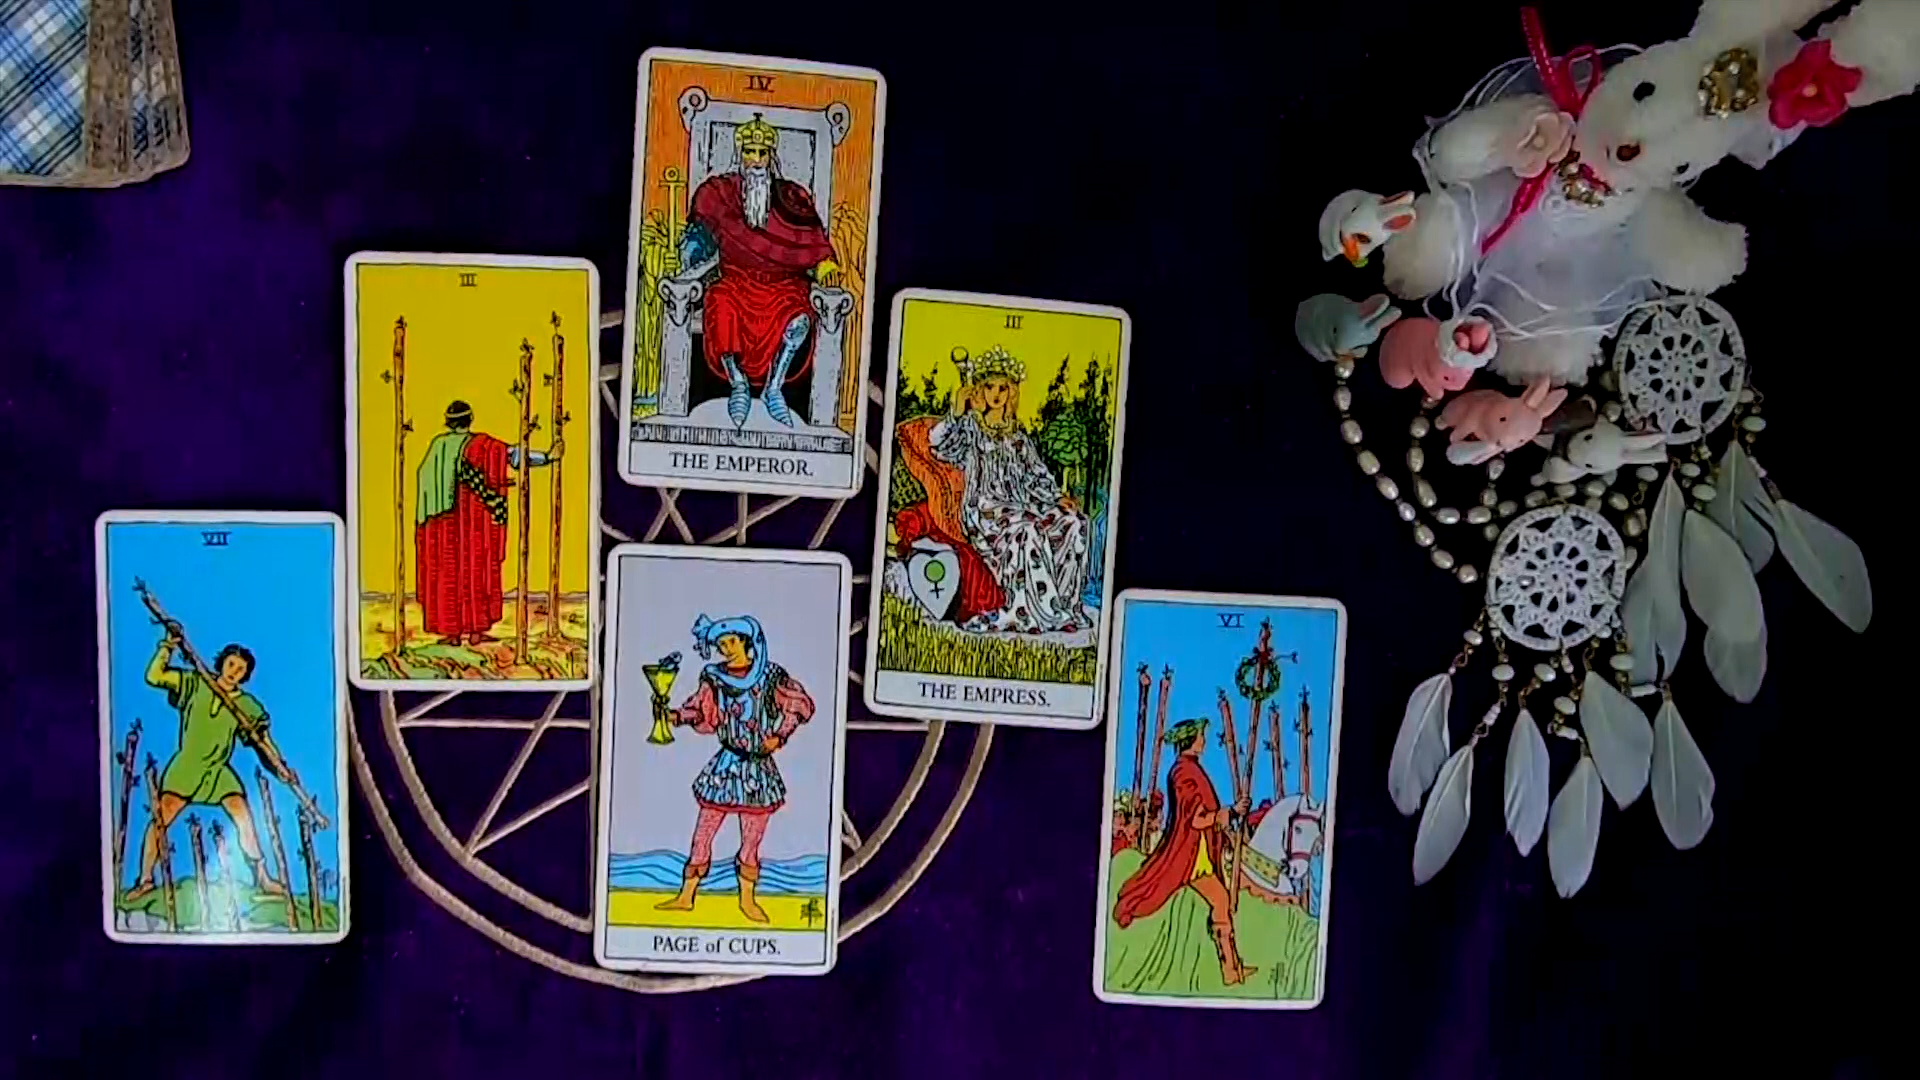 IV
THE EMPEROR.
III
III
THE EMPRESS.
VII
PAGE of CUPS.
VI